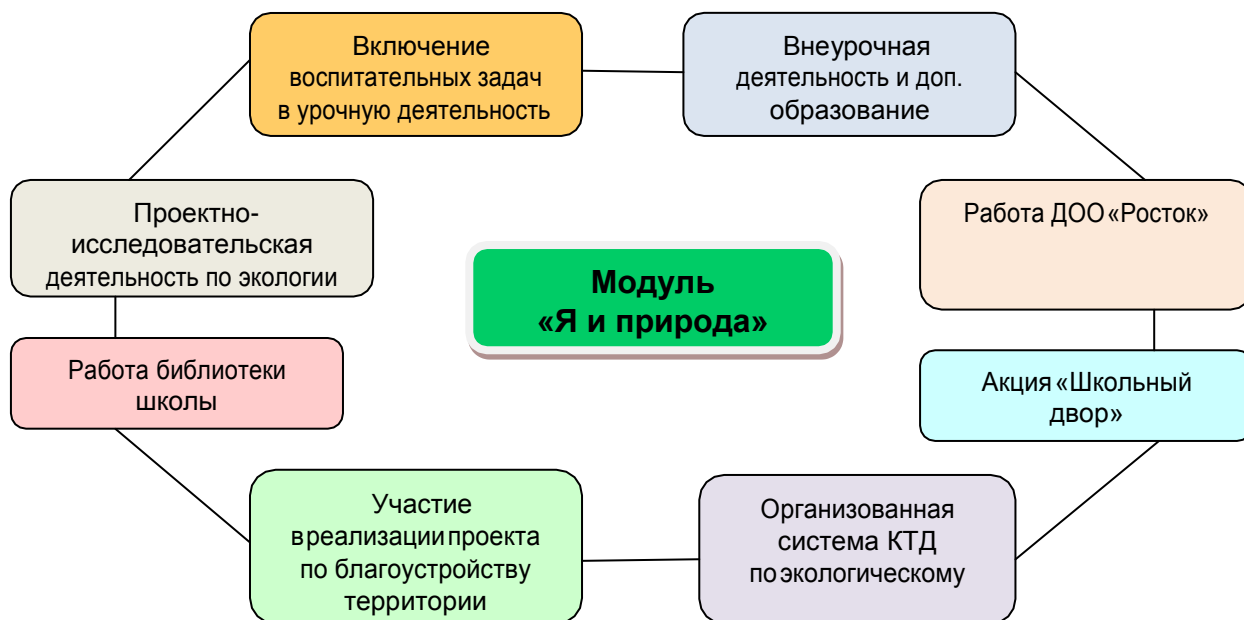 Включение
воспитательных задач
в урочную деятельность
Внеурочная
деятельность и доп.
образование
Проектно-
исследовательская
деятельность по экологии
Работа ДОО «Росток»
Модуль
«Я и природа»
Работа библиотеки
школы
Акция «Школьный
двор»
Участие
в реализации проекта
по благоустройству
территории
Организованная
система КТД
по экологическому